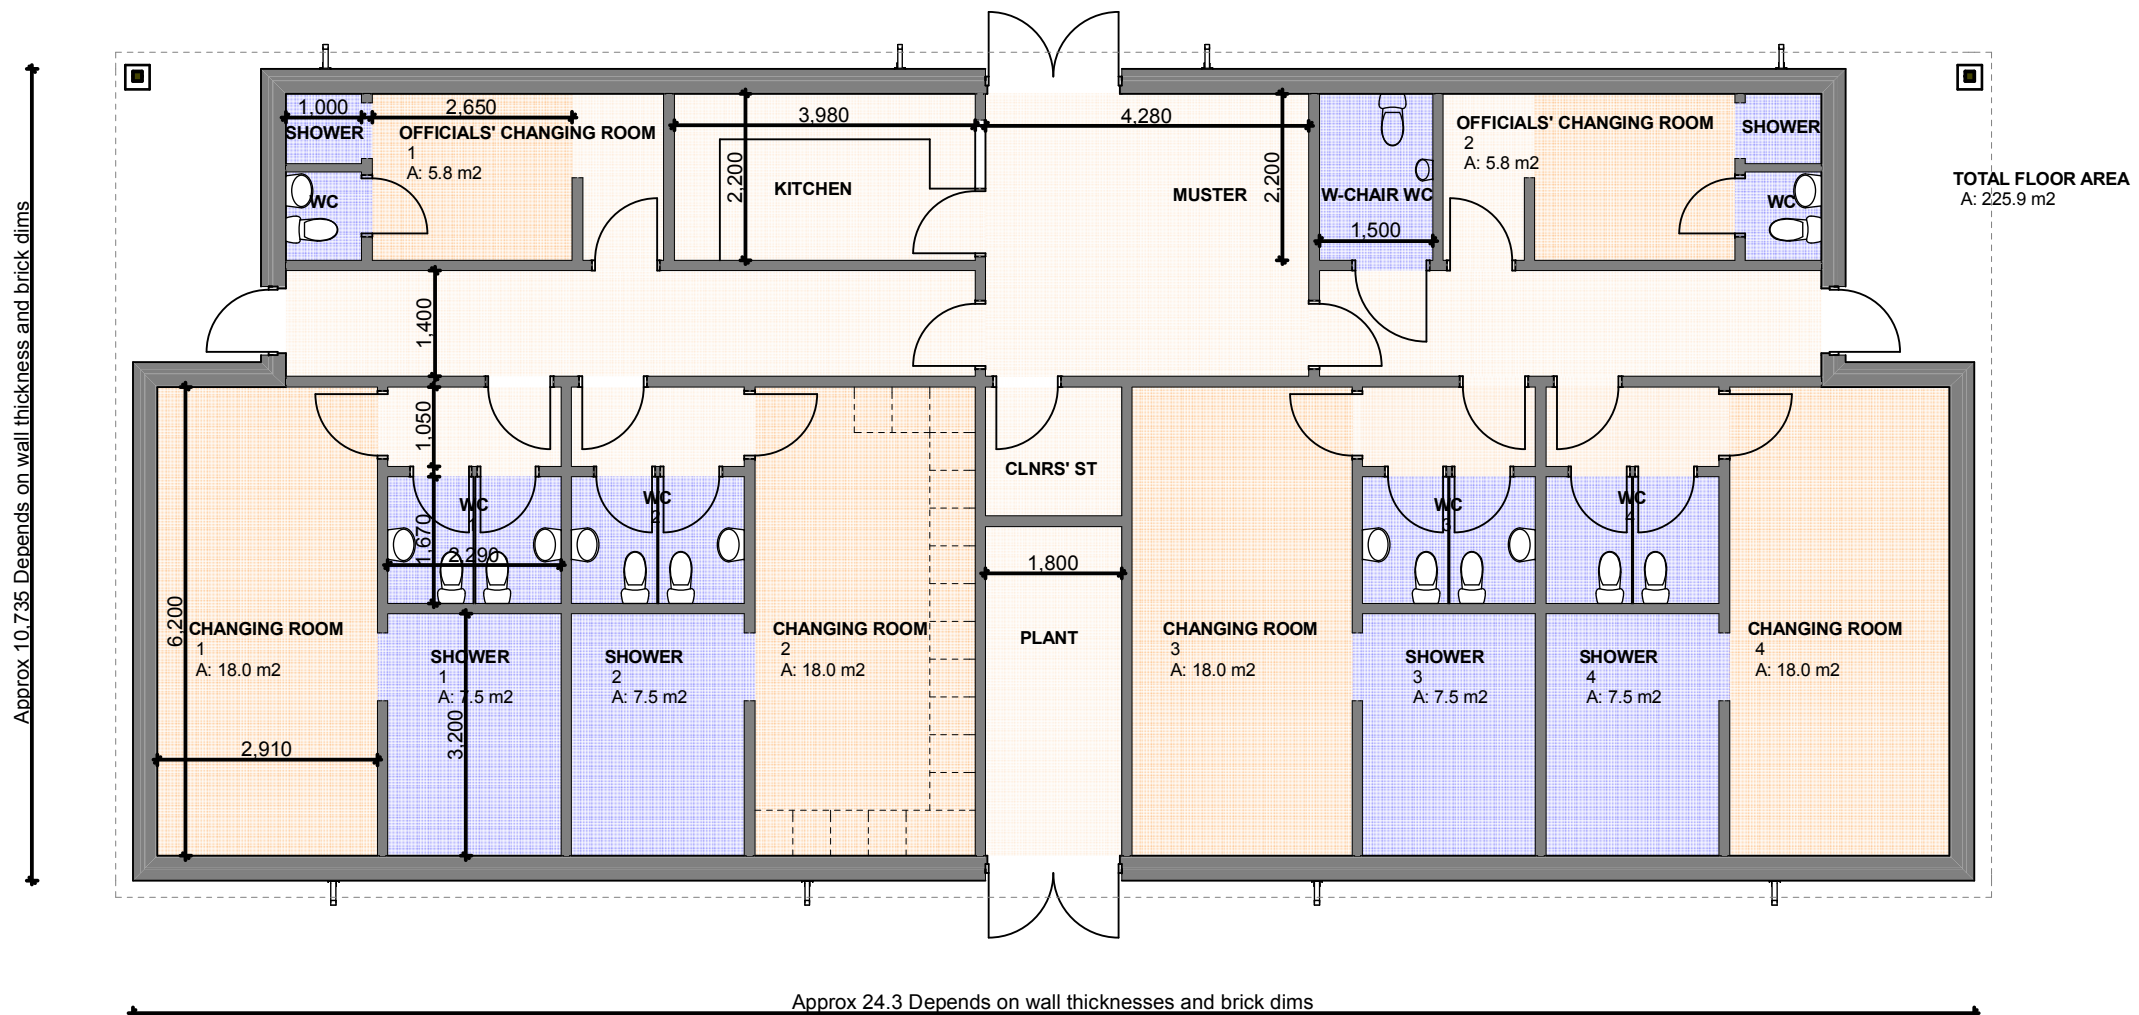 1,000
2,650
3,980
4,280
SHOWER
OFFICIALS' CHANGING ROOM
1
A: 5.8 m2
OFFICIALS' CHANGING ROOM
2
A: 5.8 m2
SHOWER
2,200
KITCHEN
MUSTER
2,200
W-CHAIR WC
WC
WC
1,500
TOTAL FLOOR AREA
A: 225.9 m2
Approx 10,735 Depends on wall thickness and brick dims
1,400
1,050
CLNRS' ST
WC
1
WC
2
WC
3
WC
4
1,670
2,290
1,800
6,200
CHANGING ROOM
1
A: 18.0 m2
SHOWER
1
A: 7.5 m2
SHOWER
2
A: 7.5 m2
CHANGING ROOM
2
A: 18.0 m2
PLANT
CHANGING ROOM
3
A: 18.0 m2
SHOWER
3
A: 7.5 m2
SHOWER
4
A: 7.5 m2
CHANGING ROOM
4
A: 18.0 m2
3,200
2,910
Approx 24.3 Depends on wall thicknesses and brick dims